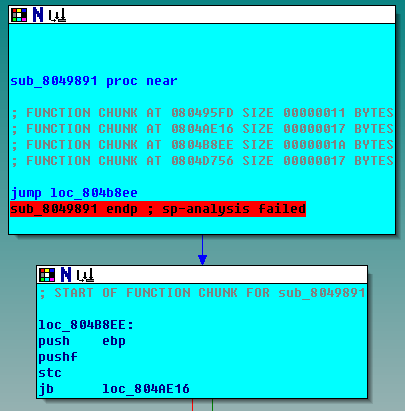 sub_8049891 proc near
; FUNCTION CHUNK AT 080495FD SIZE 00000011 BYTES
; FUNCTION CHUNK AT 0804AE16 SIZE 00000017 BYTES
; FUNCTION CHUNK AT 0804B8EE SIZE 0000001A BYTES
; FUNCTION CHUNK AT 0804D756 SIZE 00000017 BYTES
jump loc_804b8ee
sub_8049891 endp ; sp-analysis failed
; START OF FUNCTION CHUNK FOR sub_8049891
loc_804B8EE:
push ebp
pushf
stc
jb loc_804AE16